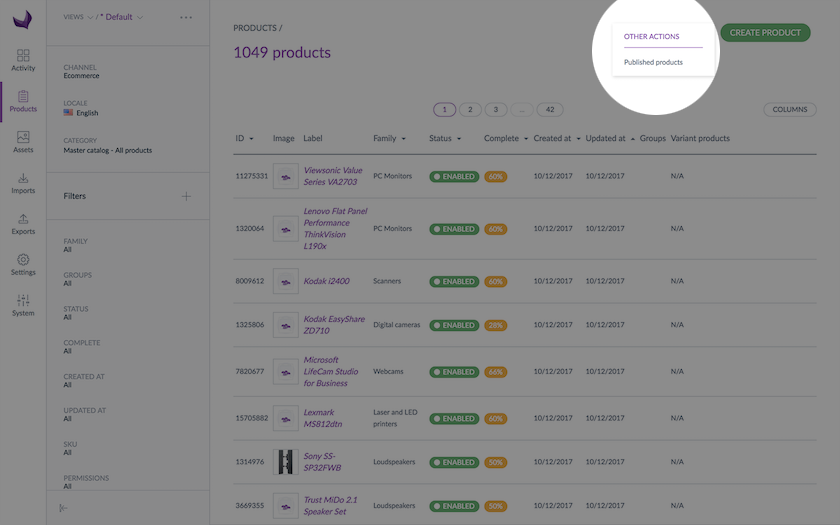 VIEWS / * Default
Activity
Products
Assets
Imports
Exports
Settings
System
CHANNEL
Ecommerce
LOCALE
English
CATEGORY
Master catalog - All products
Filters
FAMILY
All
GROUPS
All
STATUS
All
COMPLETE
All
CREATED AT
All
UPDATED AT
All
SKU
All
PERMISSIONS
All
PRODUCTS /
1049 products
OTHER ACTIONS
Published products
CREATE PRODUCT
1 2 3 ... 42
COLUMNS
ID Image Label Family Status Complete Created at Updated at Groups Variant products
11275331 Viewsonic Value Series VA2703 PC Monitors ENABLED 60% 10/12/2017 10/12/2017 N/A
1320064 Lenovo Flat Panel Performance ThinkVision L190x PC Monitors ENABLED 60% 10/12/2017 10/12/2017 N/A
8009612 Kodak i2400 Scanners ENABLED 60% 10/12/2017 10/12/2017 N/A
1325806 Kodak EasyShare ZD710 Digital cameras ENABLED 28% 10/12/2017 10/12/2017 N/A
7820677 Microsoft LifeCam Studio for Business Webcams ENABLED 66% 10/12/2017 10/12/2017 N/A
15705882 Lexmark MS812dtn Laser and LED printers ENABLED 60% 10/12/2017 10/12/2017 N/A
1314976 Sony SS-SP32FWB Loudspeakers ENABLED 50% 10/12/2017 10/12/2017 N/A
3669355 Trust MiDo 2.1 Speaker Set Loudspeakers ENABLED 50% 10/12/2017 10/12/2017 N/A